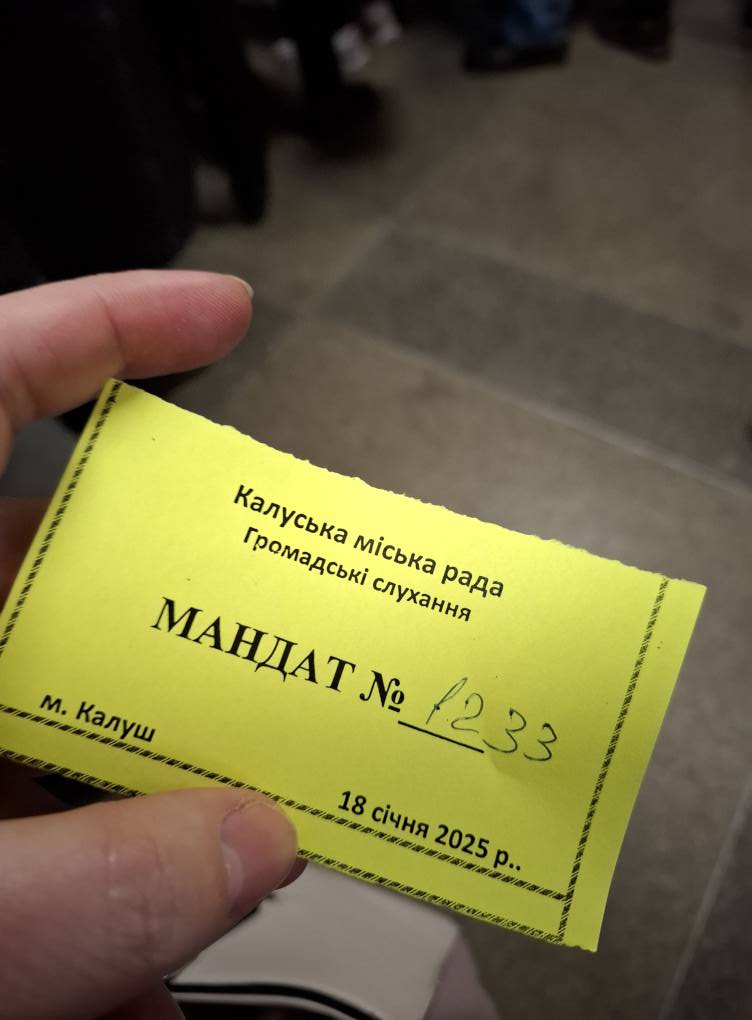 Калуська міська рада
Громадські слухання
МАНДАТ № 1233
м. Калуш
18 січня 2025 р..